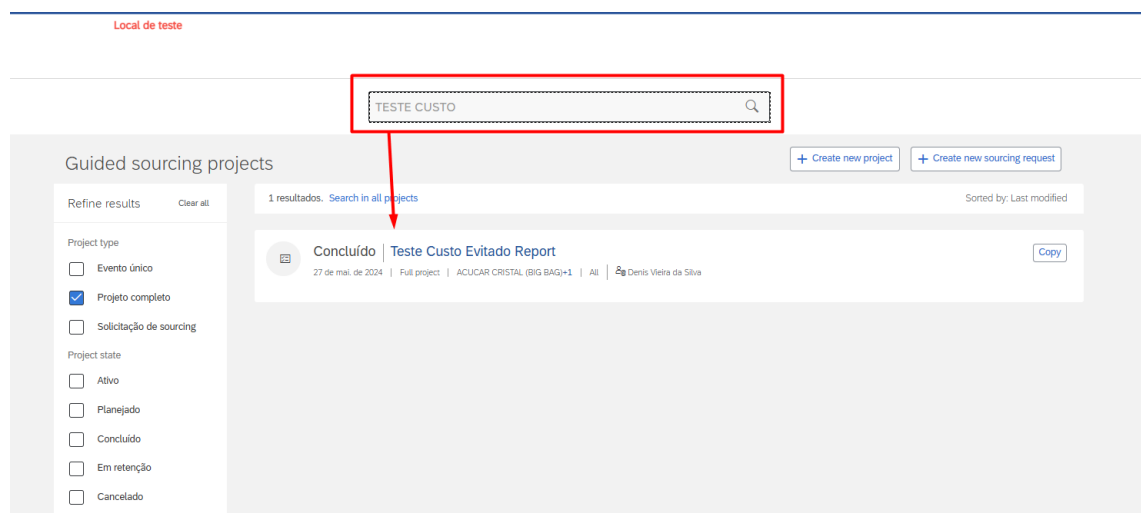 Local de teste
TESTE CUSTO
Guided sourcing projects
+ Create new project
+ Create new sourcing request
Refine results
Clear all
1 resultados. Search in all projects
Sorted by: Last modified
Project type
Evento único
Projeto completo
Solicitação de sourcing
Project state
Ativo
Planejado
Concluído
Em retenção
Cancelado
Concluído | Teste Custo Evitado Report
Copy
27 de mai. de 2024 | Full project | ACUCAR CRISTAL (BIG BAG)+1 | All | Denis Vieira da Silva